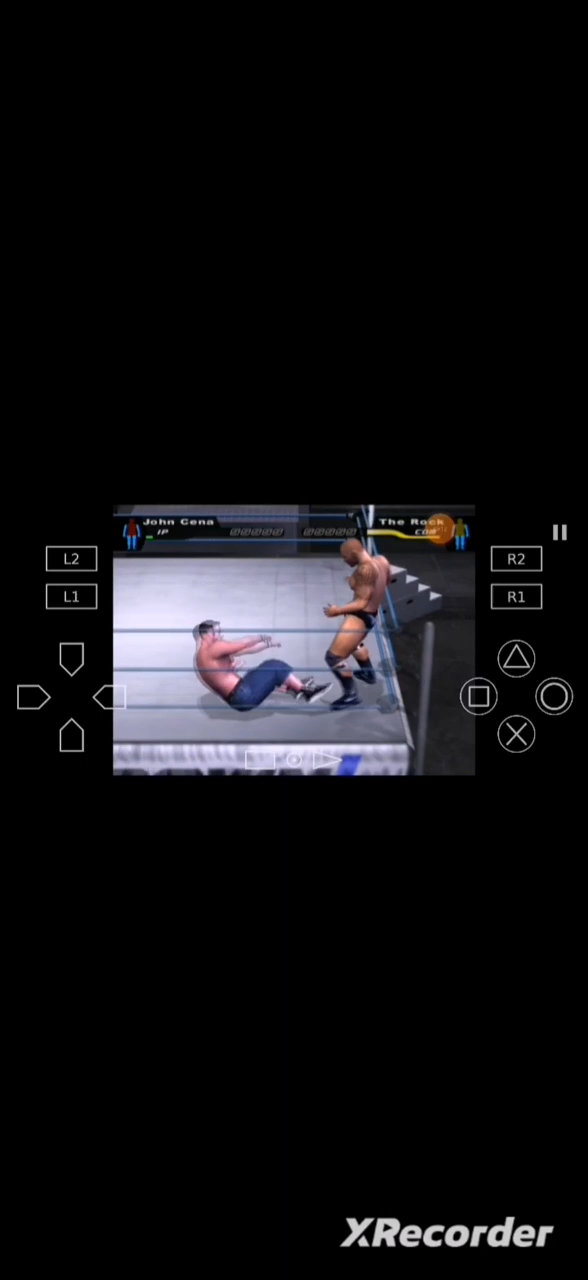 John Cena
The Rock
1P
COM
L2
R2
L1
R1
XRecorder